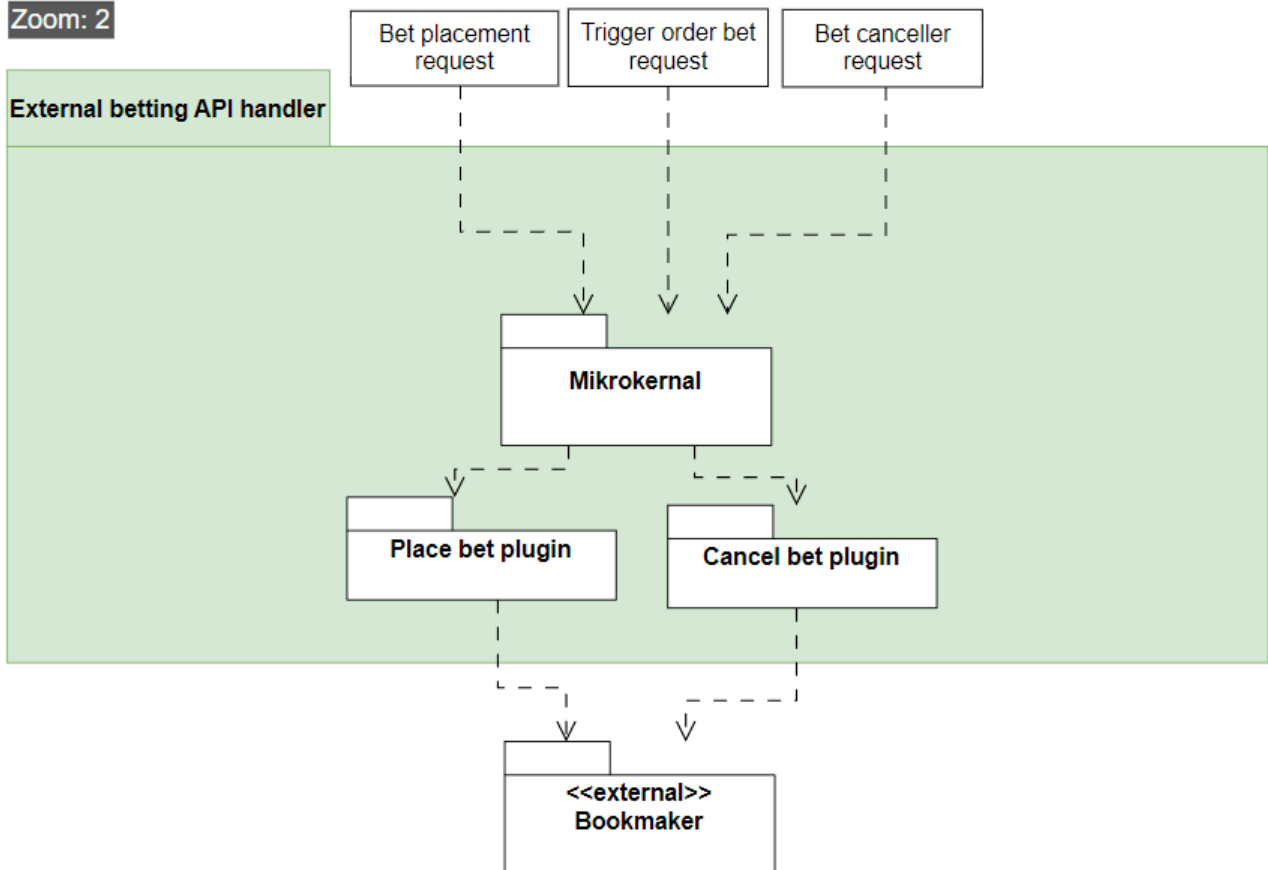 Zoom: 2
Bet placement
request
Trigger order bet
request
Bet canceller
request
External betting API handler
Mikrokernal
Place bet plugin
Cancel bet plugin
<<external>>
Bookmaker